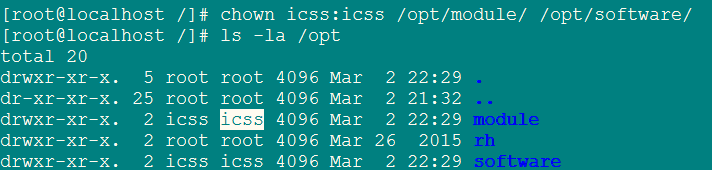 [root@localhost /]# chown icss:icss /opt/module/ /opt/software/
[root@localhost /]# ls -la /opt
total 20
drwxr-xr-x.  5 root root 4096 Mar  2 22:29 .
dr-xr-xr-x. 25 root root 4096 Mar  2 21:32 ..
drwxr-xr-x.  2 icss icss 4096 Mar  2 22:29 module
drwxr-xr-x.  2 root root 4096 Mar 26  2015 rh
drwxr-xr-x.  2 icss icss 4096 Mar  2 22:29 software